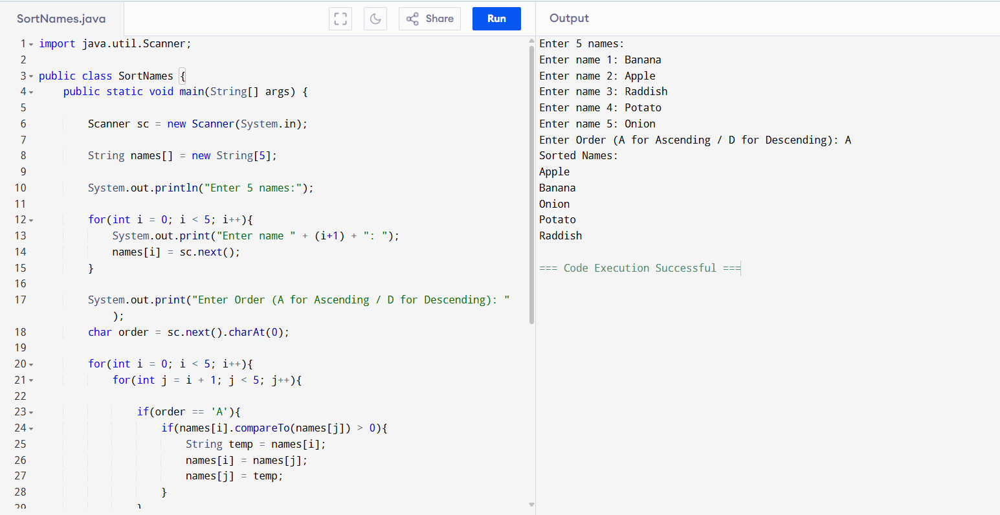 SortNames.java
Share
Run
Output
1 import java.util.Scanner;
2
3 public class SortNames {
4 public static void main(String[] args) {
5
6 Scanner sc = new Scanner(System.in);
7
8 String names[] = new String[5];
9
10 System.out.println("Enter 5 names:");
11
12 for(int i = 0; i < 5; i++){
13 System.out.print("Enter name " + (i+1) + ": ");
14 names[i] = sc.next();
15 }
16
17 System.out.print("Enter Order (A for Ascending / D for Descending): "
);
18 char order = sc.next().charAt(0);
19
20 for(int i = 0; i < 5; i++){
21 for(int j = i + 1; j < 5; j++){
22
23 if(order == 'A'){
24 if(names[i].compareTo(names[j]) > 0){
25 String temp = names[i];
26 names[i] = names[j];
27 names[j] = temp;
28 }
29 }
Enter 5 names:
Enter name 1: Banana
Enter name 2: Apple
Enter name 3: Raddish
Enter name 4: Potato
Enter name 5: Onion
Enter Order (A for Ascending / D for Descending): A
Sorted Names:
Apple
Banana
Onion
Potato
Raddish
=== Code Execution Successful ===